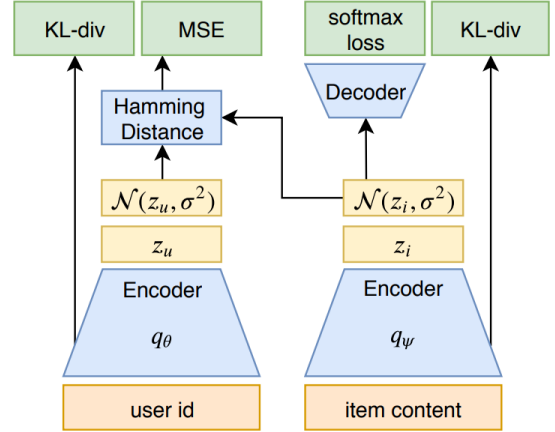 KL-div
MSE
softmax
loss
KL-div
Hamming
Distance
Decoder
𝒩(z_u, σ²)
𝒩(z_i, σ²)
z_u
z_i
Encoder
q_θ
Encoder
q_ψ
user id
item content